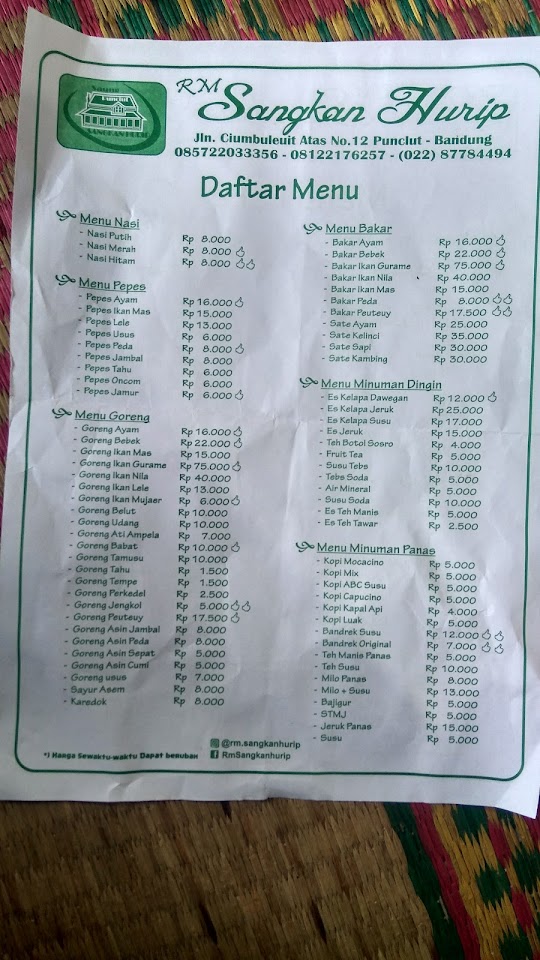 Punclut
SANGKAN HURIP
RM
Sangkan Hurip
Jln. Ciumbuleuit Atas No.12 Punclut - Bandung
085722033356 - 08122176257 - (022) 87784494
Daftar Menu
Menu Nasi
- Nasi Putih Rp 8.000
- Nasi Merah Rp 8.000
- Nasi Hitam Rp 8.000
Menu Pepes
- Pepes Ayam Rp 16.000
- Pepes Ikan Mas Rp 15.000
- Pepes Lele Rp 13.000
- Pepes Usus Rp 6.000
- Pepes Peda Rp 8.000
- Pepes Jambal Rp 8.000
- Pepes Tahu Rp 6.000
- Pepes Oncom Rp 6.000
- Pepes Jamur Rp 6.000
Menu Goreng
- Goreng Ayam Rp 16.000
- Goreng Bebek Rp 22.000
- Goreng Ikan Mas Rp 15.000
- Goreng Ikan Gurame Rp 75.000
- Goreng Ikan Nila Rp 40.000
- Goreng Ikan Lele Rp 13.000
- Goreng Ikan Mujaer Rp 6.000
- Goreng Belut Rp 10.000
- Goreng Udang Rp 10.000
- Goreng Ati Ampela Rp 7.000
- Goreng Babat Rp 10.000
- Goreng Tamusu Rp 10.000
- Goreng Tahu Rp 1.500
- Goreng Tempe Rp 1.500
- Goreng Perkedel Rp 2.500
- Goreng Jengkol Rp 5.000
- Goreng Peuteuy Rp 17.500
- Goreng Asin Jambal Rp 8.000
- Goreng Asin Peda Rp 8.000
- Goreng Asin Sepat Rp 5.000
- Goreng Asin Cumi Rp 5.000
- Goreng usus Rp 7.000
- Sayur Asem Rp 8.000
- Karedok Rp 8.000
Menu Bakar
- Bakar Ayam Rp 16.000
- Bakar Bebek Rp 22.000
- Bakar Ikan Gurame Rp 75.000
- Bakar Ikan Nila Rp 40.000
- Bakar Ikan Mas Rp 15.000
- Bakar Peda Rp 8.000
- Bakar Peuteuy Rp 17.500
- Sate Ayam Rp 25.000
- Sate Kelinci Rp 35.000
- Sate Sapi Rp 30.000
- Sate Kambing Rp 30.000
Menu Minuman Dingin
- Es Kelapa Dawegan Rp 12.000
- Es Kelapa Jeruk Rp 25.000
- Es Kelapa Susu Rp 17.000
- Es Jeruk Rp 15.000
- Teh Botol Sosro Rp 4.000
- Fruit Tea Rp 5.000
- Susu Tebs Rp 10.000
- Tebs Soda Rp 5.000
- Air Mineral Rp 5.000
- Susu Soda Rp 10.000
- Es Teh Manis Rp 5.000
- Es Teh Tawar Rp 2.500
Menu Minuman Panas
- Kopi Mocacino Rp 5.000
- Kopi Mix Rp 5.000
- Kopi ABC Susu Rp 5.000
- Kopi Capucino Rp 5.000
- Kopi Kapal Api Rp 4.000
- Kopi Luak Rp 5.000
- Bandrek Susu Rp 12.000
- Bandrek Original Rp 7.000
- Teh Manis Panas Rp 5.000
- Teh Susu Rp 10.000
- Milo Panas Rp 8.000
- Milo + Susu Rp 13.000
- Bajigur Rp 5.000
- STMJ Rp 5.000
- Jeruk Panas Rp 15.000
- Susu Rp 5.000
@rm.sangkanhurip
RmSangkanhurip
*) Hanga Sewaktu-waktu Dapat berubah